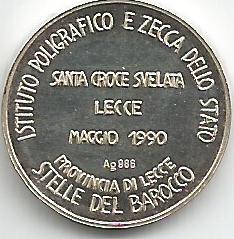 ISTITUTO POLIGRAFICO E ZECCA DELLO STATO
SANTA CROCE SVELATA
LECCE
MAGGIO 1990
Ag 986
PROVINCIA DI LECCE
STELLE DEL BAROCCO